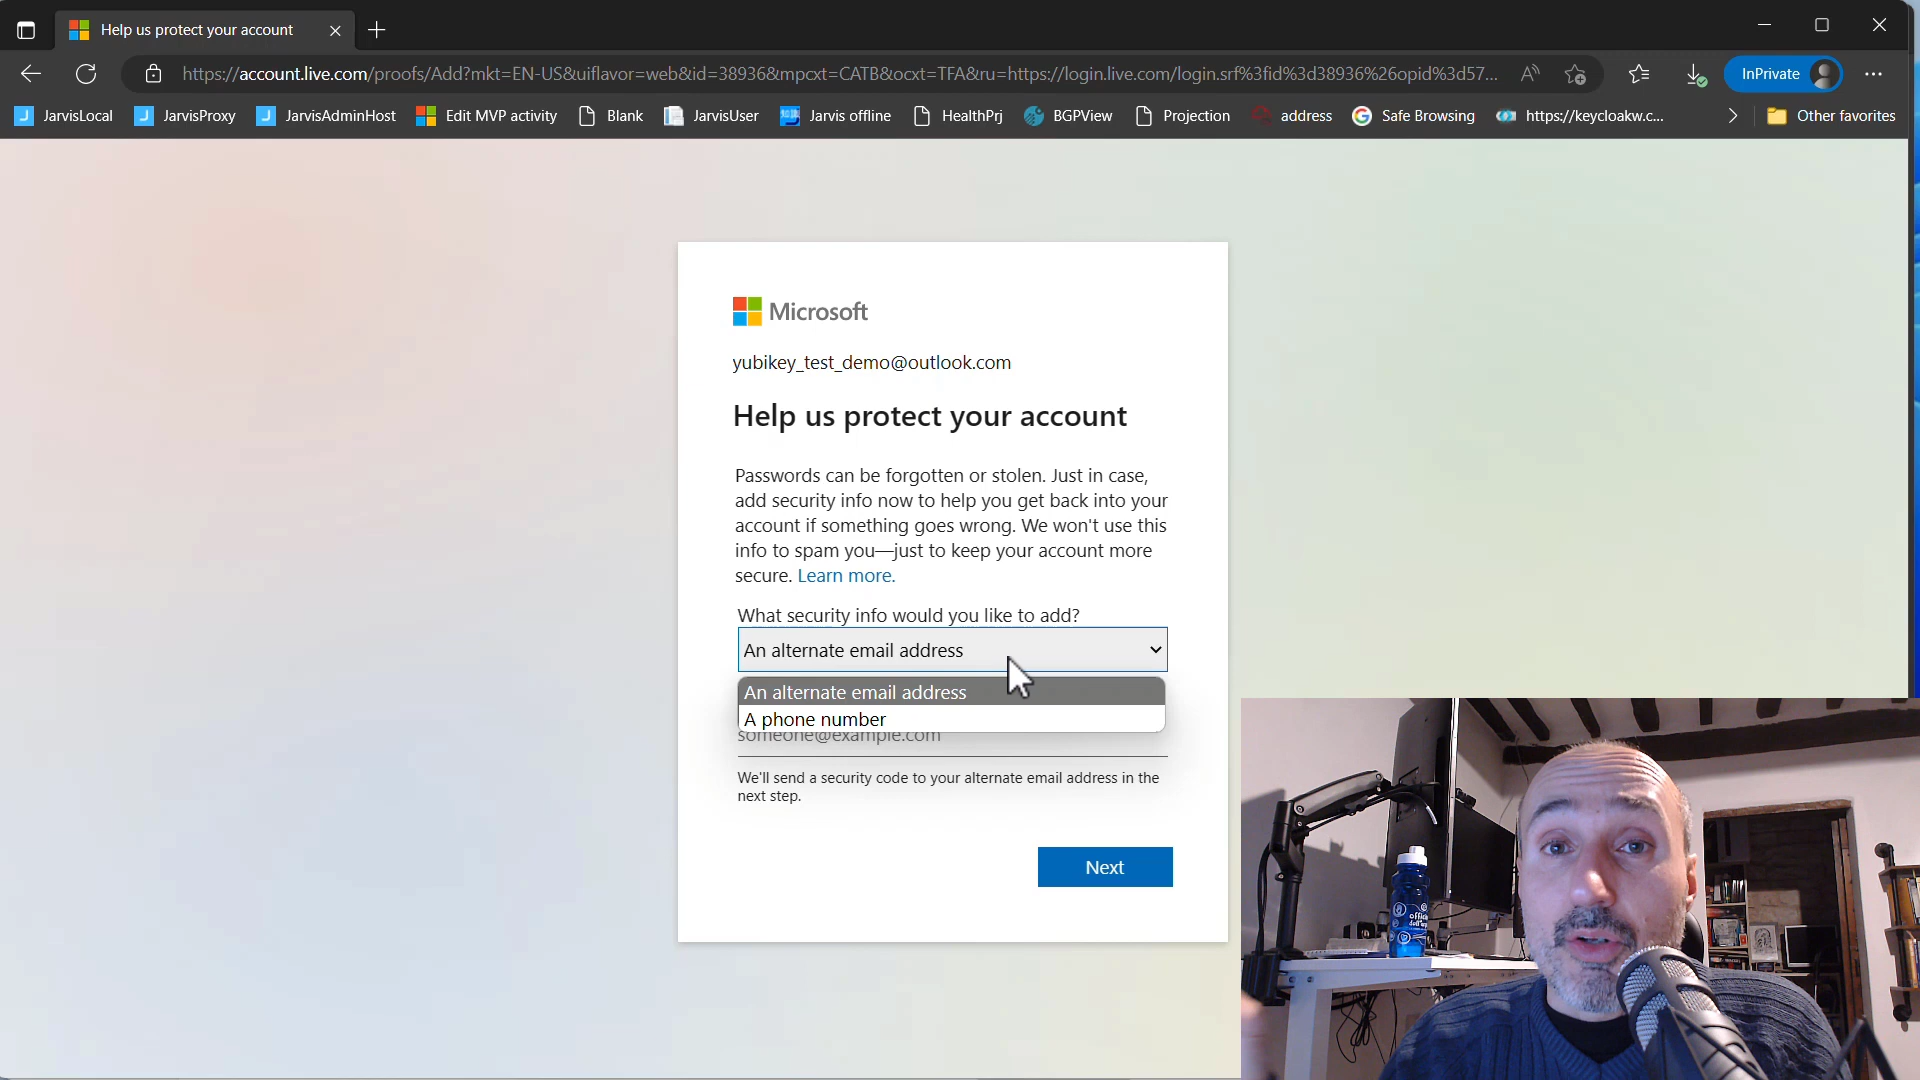 Help us protect your account
https://account.live.com/proofs/Add?mkt=EN-US&uiflavor=web&id=38936&mpcxt=CATB&ocxt=TFA&ru=https://login.live.com/login.srf%3fid%3d38936%26opid%3d57...
InPrivate
JarvisLocal
JarvisProxy
JarvisAdminHost
Edit MVP activity
Blank
JarvisUser
Jarvis offline
HealthPrj
BGPView
Projection
address
Safe Browsing
https://keycloakw.c...
Other favorites
Microsoft
yubikey_test_demo@outlook.com
Help us protect your account
Passwords can be forgotten or stolen. Just in case,
add security info now to help you get back into your
account if something goes wrong. We won't use this
info to spam you—just to keep your account more
secure. Learn more.
What security info would you like to add?
An alternate email address
An alternate email address
A phone number
someone@example.com
We'll send a security code to your alternate email address in the
next step.
Next